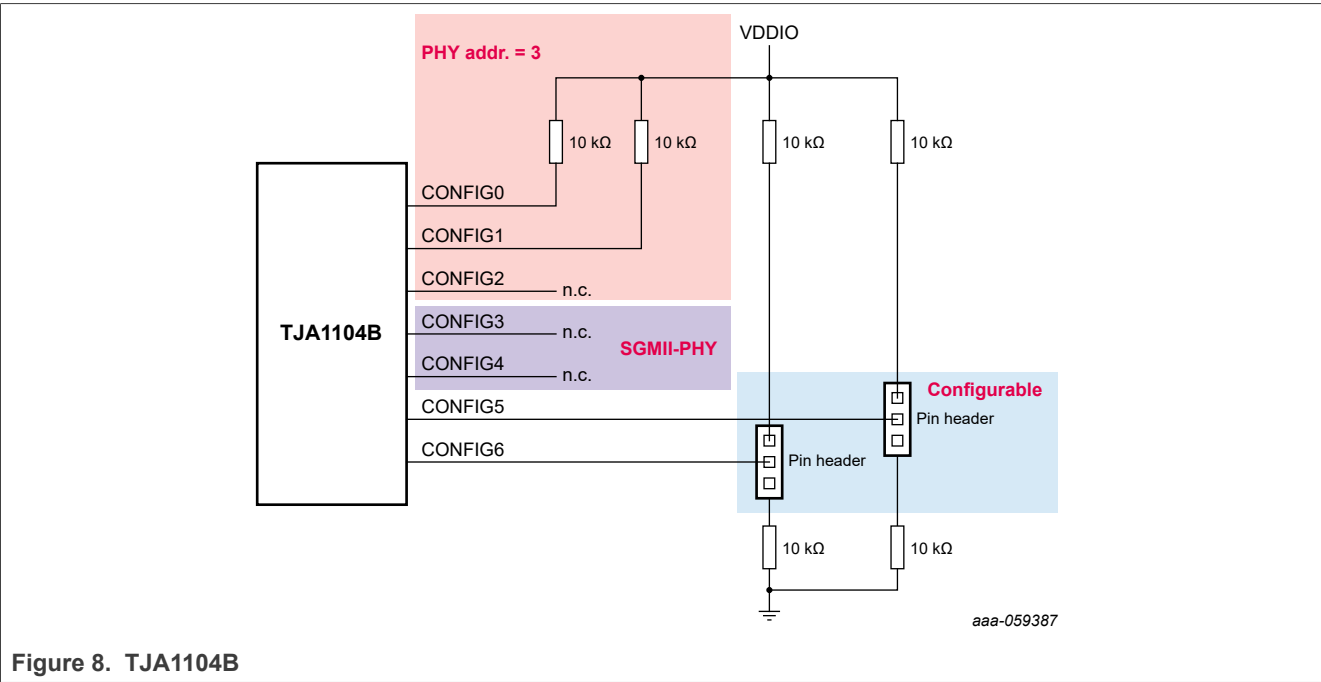 VDDIO
PHY addr. = 3
10 kΩ
10 kΩ
10 kΩ
10 kΩ
CONFIG0
CONFIG1
CONFIG2
n.c.
TJA1104B
CONFIG3
n.c.
SGMII-PHY
CONFIG4
n.c.
Configurable
CONFIG5
Pin header
CONFIG6
Pin header
10 kΩ
10 kΩ
aaa-059387
Figure 8. TJA1104B